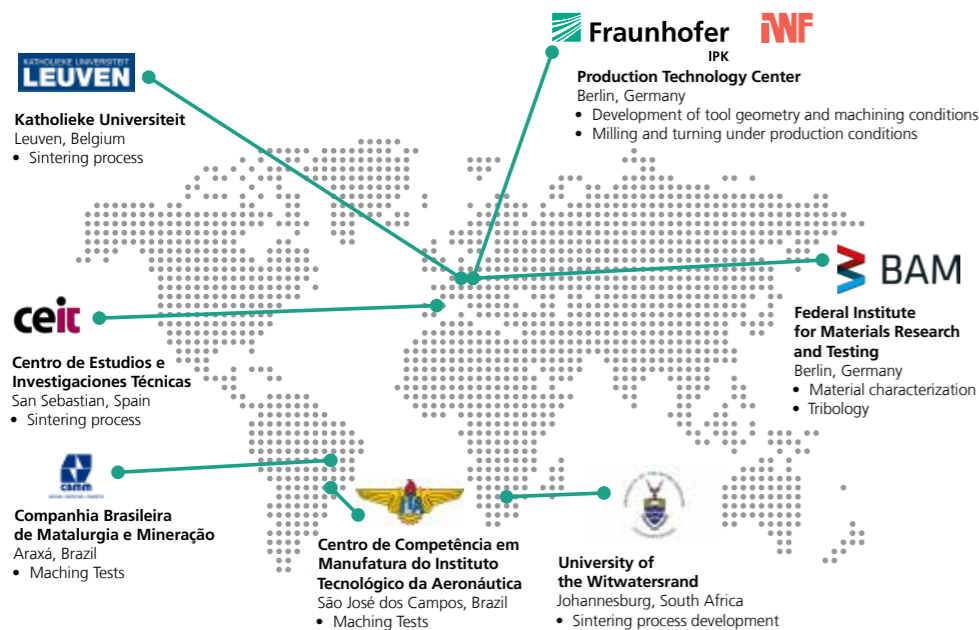 Fraunhofer
IPK
iWF
Production Technology Center
Berlin, Germany
• Development of tool geometry and machining conditions
• Milling and turning under production conditions
KATHOLIEKE UNIVERSITEIT
LEUVEN
Katholieke Universiteit
Leuven, Belgium
• Sintering process
BAM
Federal Institute
for Materials Research
and Testing
Berlin, Germany
• Material characterization
• Tribology
ceit
Centro de Estudios e
Investigaciones Técnicas
San Sebastian, Spain
• Sintering process
CBMM
Companhia Brasileira
de Matalurgia e Mineração
Araxá, Brazil
• Maching Tests
Centro de Competência em
Manufatura do Instituto
Tecnológico da Aeronáutica
São José dos Campos, Brazil
• Maching Tests
University of
the Witwatersrand
Johannesburg, South Africa
• Sintering process development